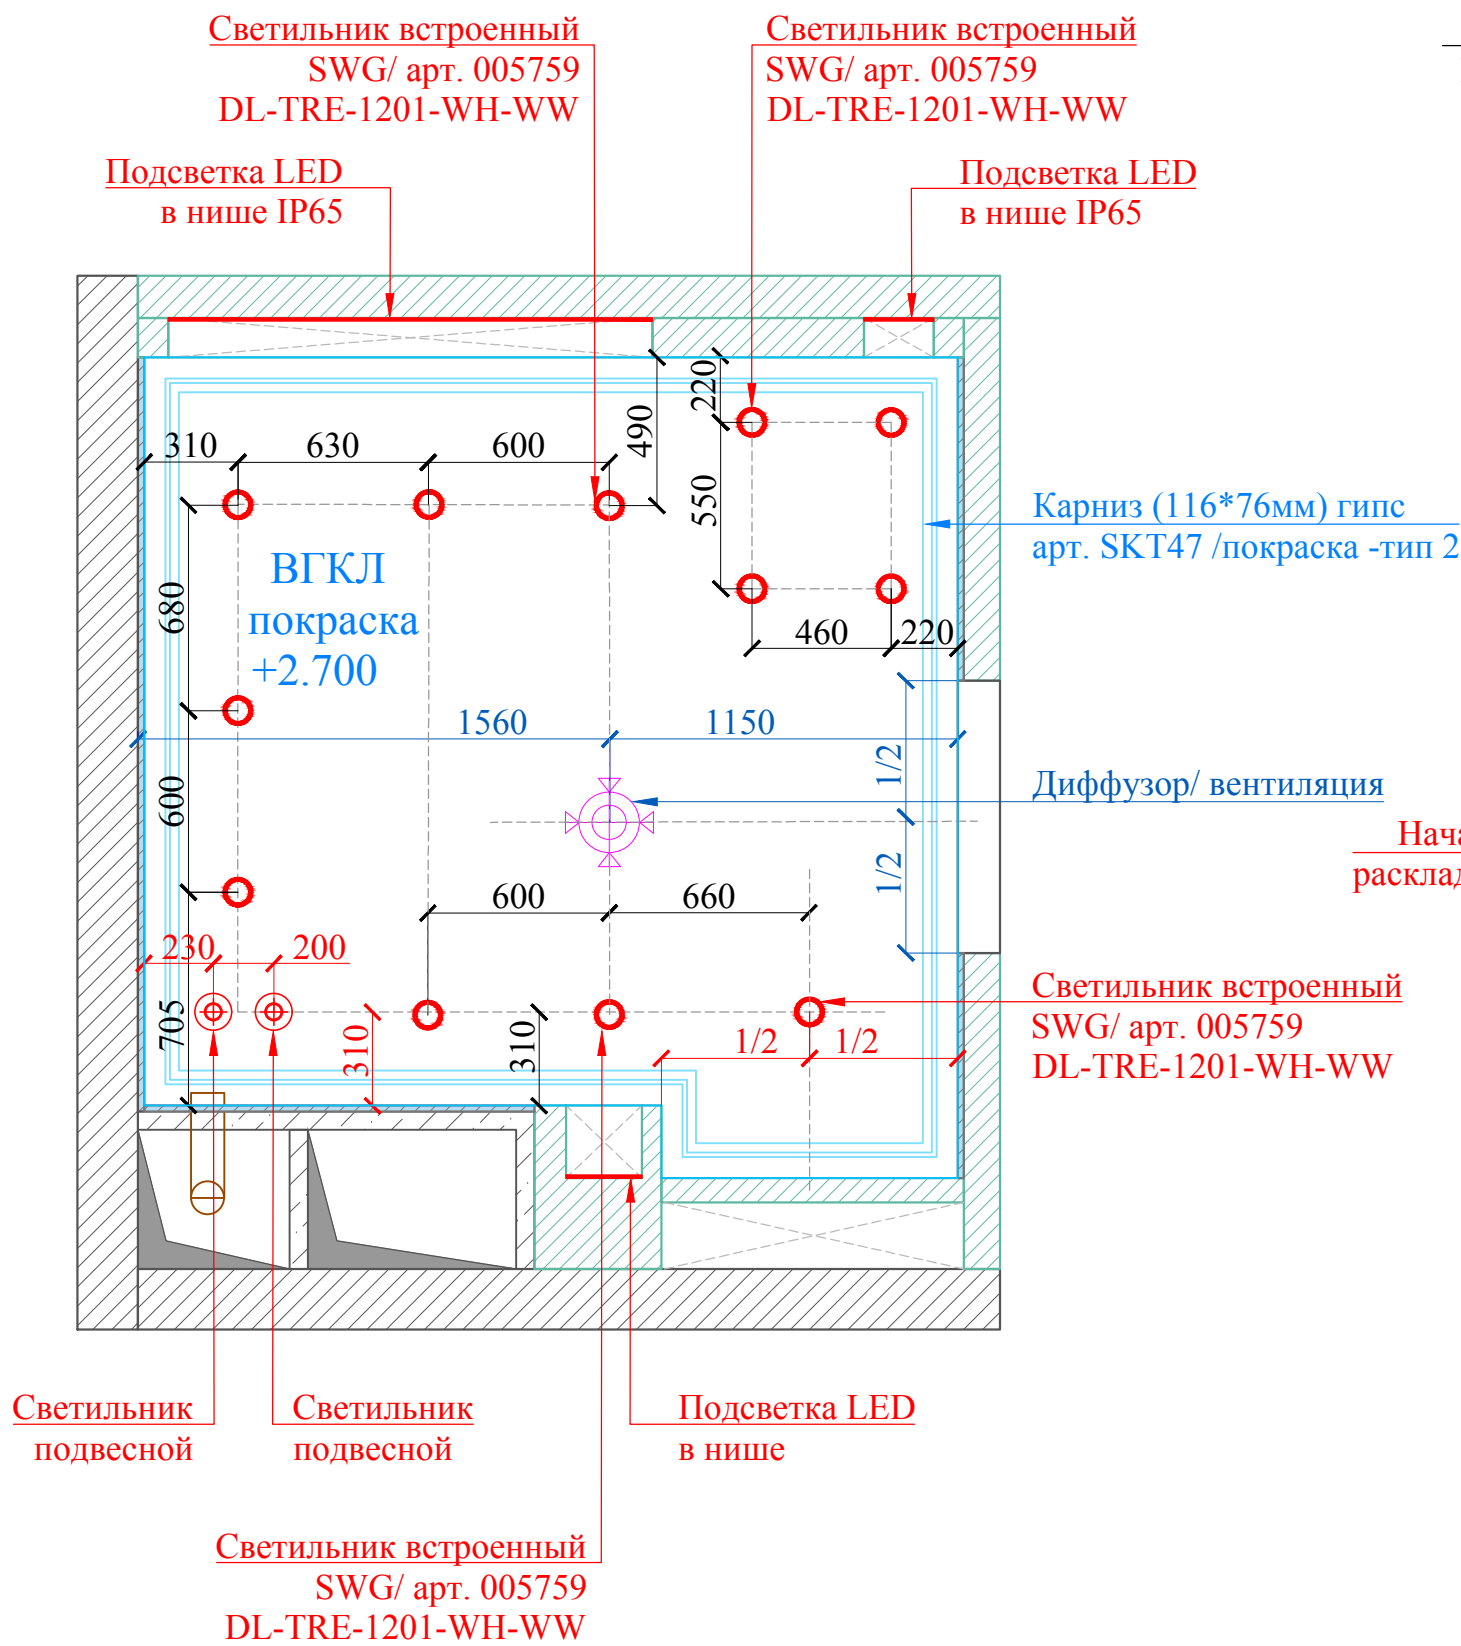 Светильник встроенный
SWG/ арт. 005759
DL-TRE-1201-WH-WW
Светильник встроенный
SWG/ арт. 005759
DL-TRE-1201-WH-WW
Подсветка LED
в нише IP65
Подсветка LED
в нише IP65
220
490
310
630
600
550
Карниз (116*76мм) гипс
арт. SKT47 /покраска -тип 2
ВГКЛ
покраска
+2.700
680
460
220
1560
1150
1/2
Диффузор/ вентиляция
600
1/2
600
660
230
200
705
310
310
1/2
1/2
Светильник встроенный
SWG/ арт. 005759
DL-TRE-1201-WH-WW
Светильник
подвесной
Светильник
подвесной
Подсветка LED
в нише
Светильник встроенный
SWG/ арт. 005759
DL-TRE-1201-WH-WW